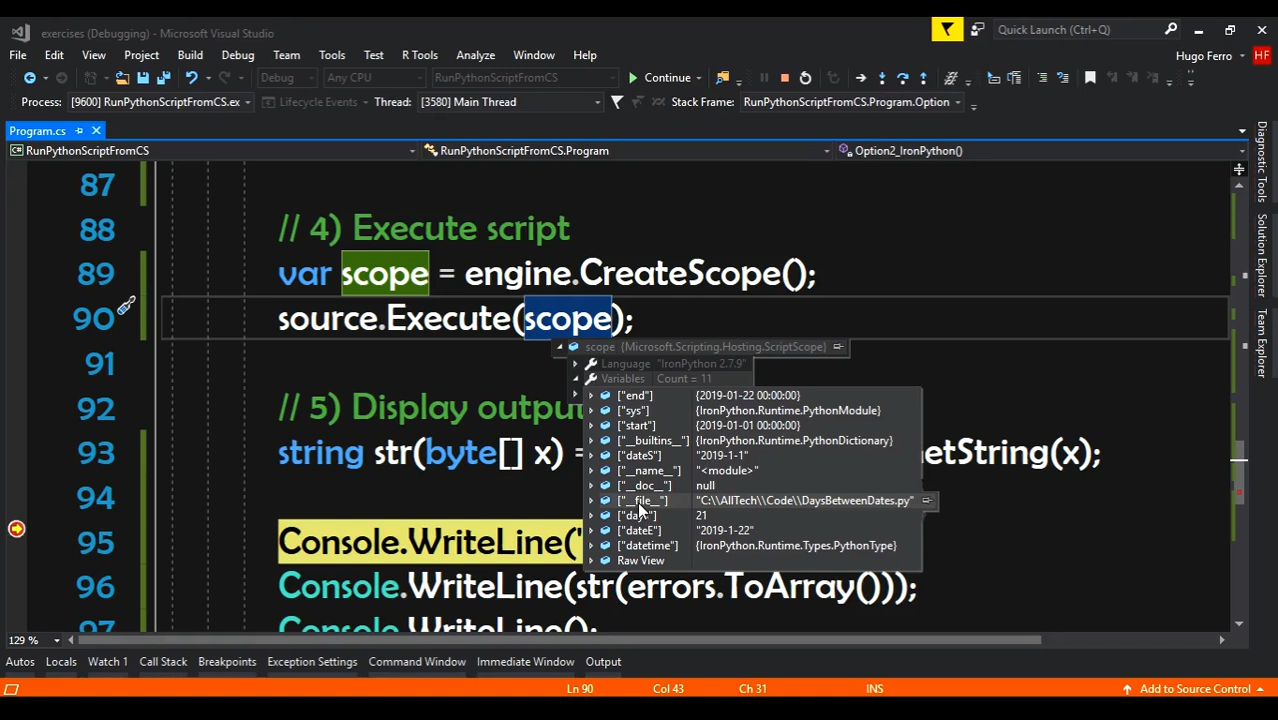 exercises (Debugging) - Microsoft Visual Studio
Quick Launch (Ctrl+Q)
File Edit View Project Build Debug Team Tools Test R Tools Analyze Window Help
Hugo Ferro HF
Debug Any CPU RunPythonScriptFromCS Continue
Process: [9600] RunPythonScriptFromCS.ex Lifecycle Events Thread: [3580] Main Thread Stack Frame: RunPythonScriptFromCS.Program.Option
Program.cs
RunPythonScriptFromCS RunPythonScriptFromCS.Program Option2_IronPython()
87
88 // 4) Execute script
89 var scope = engine.CreateScope();
90 source.Execute(scope);
scope {Microsoft.Scripting.Hosting.ScriptScope}
91
Language "IronPython 2.7.9"
Variables Count = 11
["end"] {2019-01-22 00:00:00}
["sys"] {IronPython.Runtime.PythonModule}
["start"] {2019-01-01 00:00:00}
["__builtins__"] {IronPython.Runtime.PythonDictionary}
["dateS"] "2019-1-1"
["__name__"] "<module>"
["__doc__"] null
["__file__"] "C:\\AllTech\\Code\\DaysBetweenDates.py"
21
["dateE"] "2019-1-22"
["datetime"] {IronPython.Runtime.Types.PythonType}
Raw View
92 // 5) Display output
93 string str(byte[] x) = etString(x);
94
95 Console.WriteLine("
96 Console.WriteLine(str(errors.ToArray()));
97 Console.WriteLine();
129 %
Autos Locals Watch 1 Call Stack Breakpoints Exception Settings Command Window Immediate Window Output
Ln 90 Col 43 Ch 31 INS Add to Source Control
Diagnostic Tools
Solution Explorer
Team Explorer